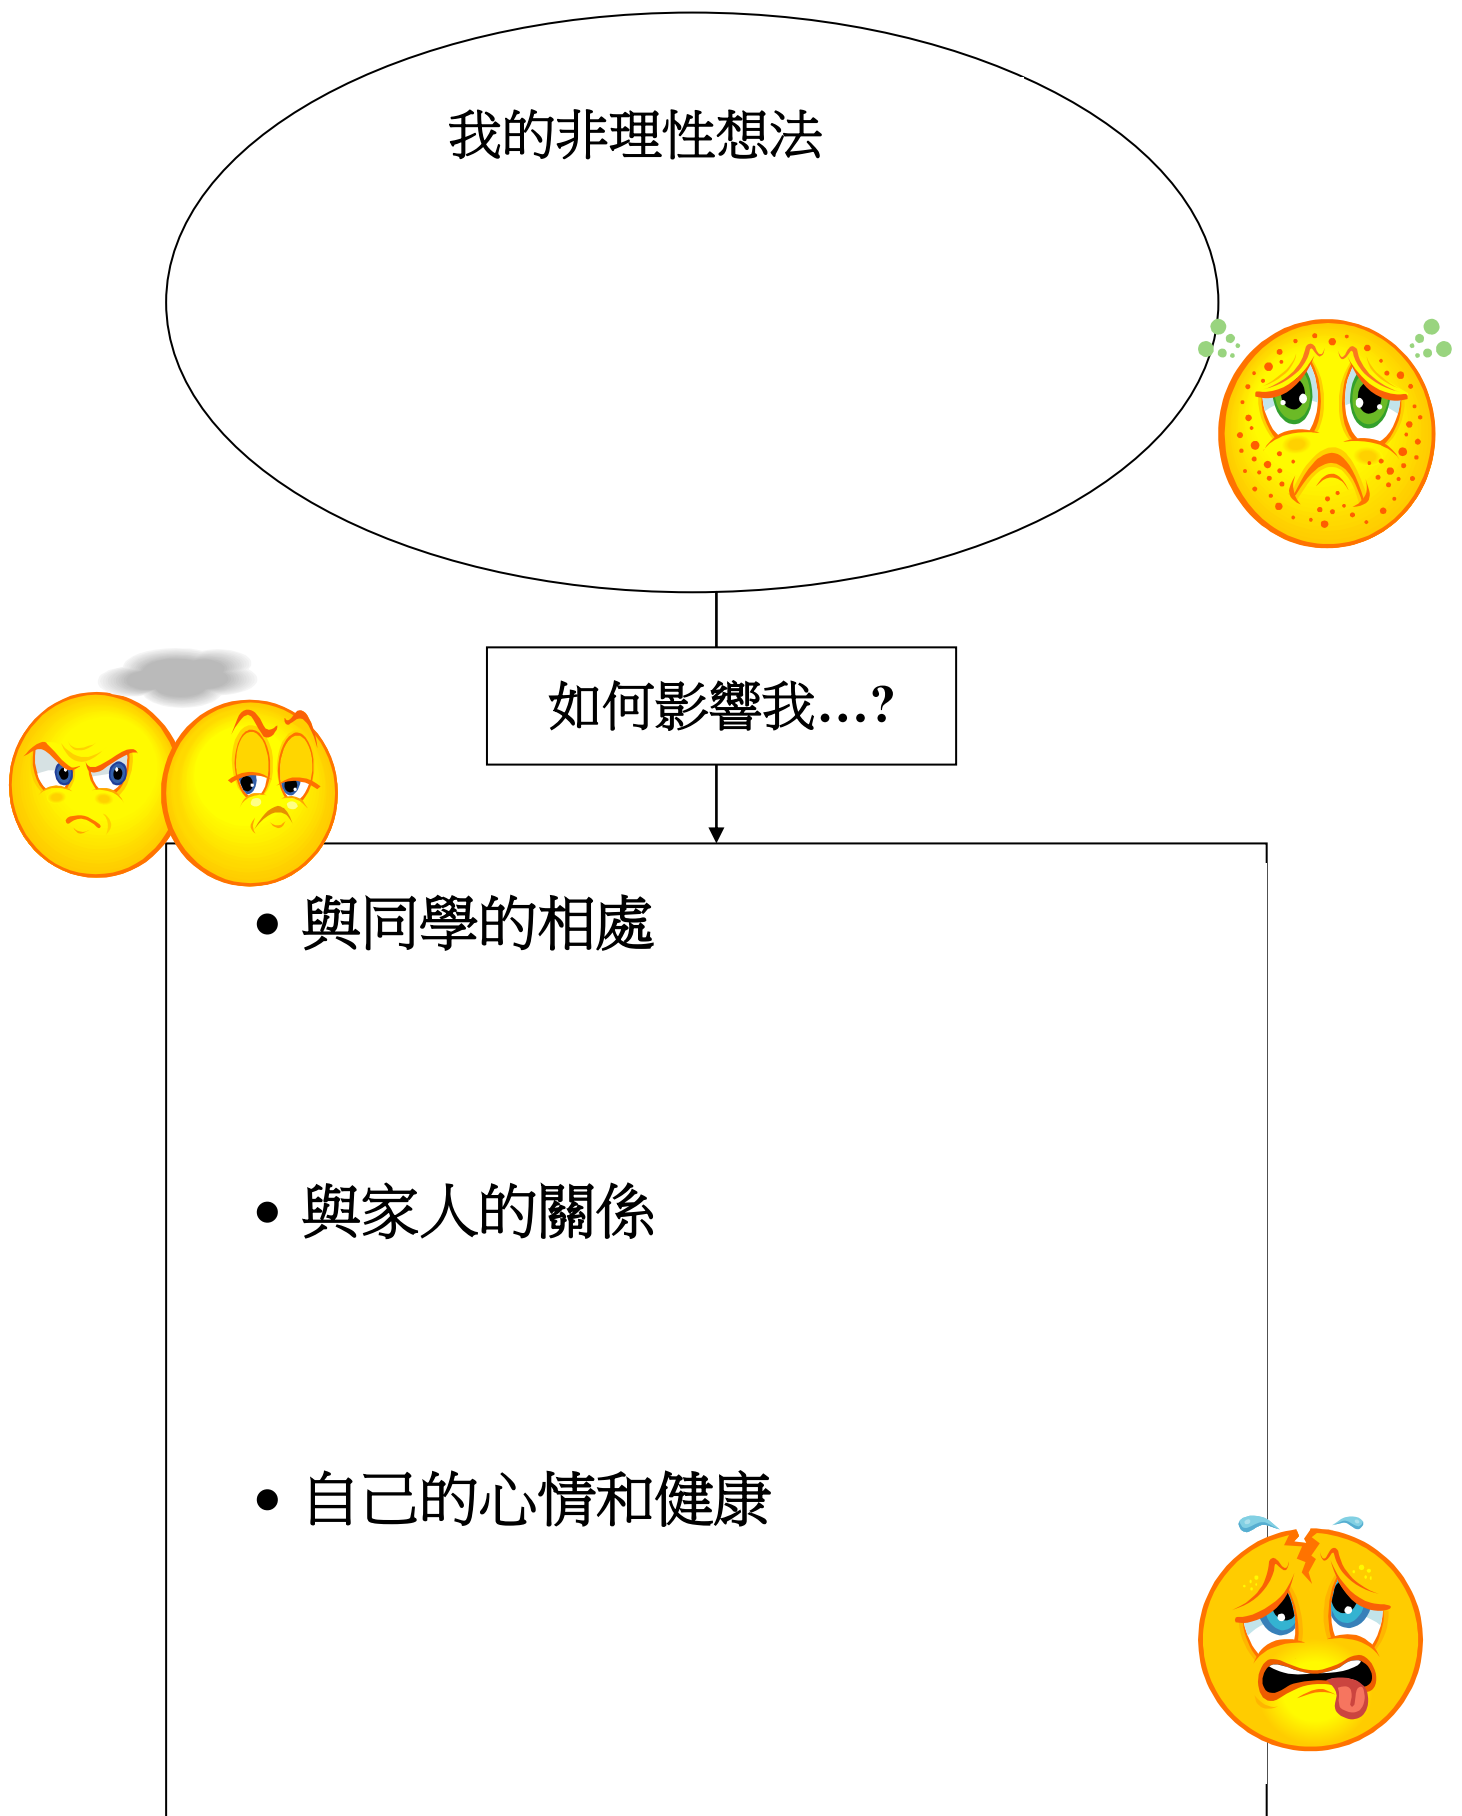 我的非理性想法
如何影響我…?
• 與同學的相處
• 與家人的關係
• 自己的心情和健康